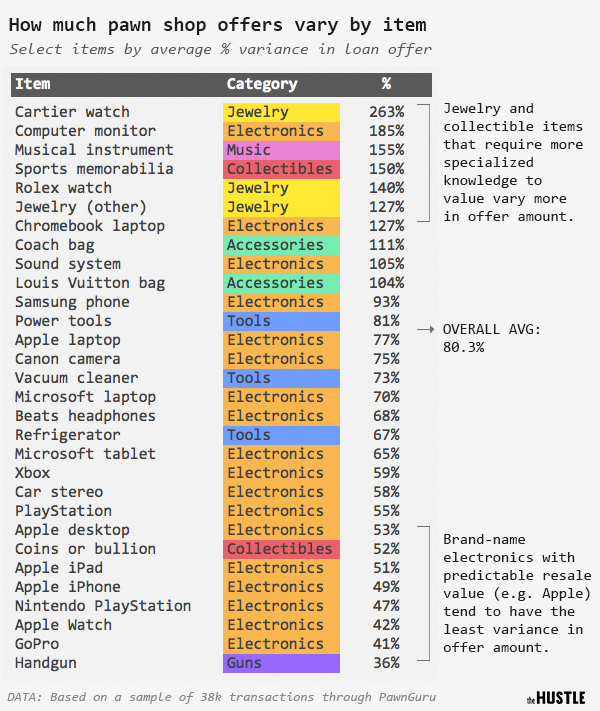 How much pawn shop offers vary by item
Select items by average % variance in loan offer
Item Category %
Cartier watch Jewelry 263%
Computer monitor Electronics 185%
Musical instrument Music 155%
Sports memorabilia Collectibles 150%
Rolex watch Jewelry 140%
Jewelry (other) Jewelry 127%
Chromebook laptop Electronics 127%
Coach bag Accessories 111%
Sound system Electronics 105%
Louis Vuitton bag Accessories 104%
Samsung phone Electronics 93%
Power tools Tools 81%
Apple laptop Electronics 77%
Canon camera Electronics 75%
Vacuum cleaner Tools 73%
Microsoft laptop Electronics 70%
Beats headphones Electronics 68%
Refrigerator Tools 67%
Microsoft tablet Electronics 65%
Xbox Electronics 59%
Car stereo Electronics 58%
PlayStation Electronics 55%
Apple desktop Electronics 53%
Coins or bullion Collectibles 52%
Apple iPad Electronics 51%
Apple iPhone Electronics 49%
Nintendo PlayStation Electronics 47%
Apple Watch Electronics 42%
GoPro Electronics 41%
Handgun Guns 36%
Jewelry and
collectible items
that require more
specialized
knowledge to
value vary more
in offer amount.
OVERALL AVG:
80.3%
Brand-name
electronics with
predictable resale
value (e.g. Apple)
tend to have the
least variance in
offer amount.
DATA: Based on a sample of 38k transactions through PawnGuru
the HUSTLE